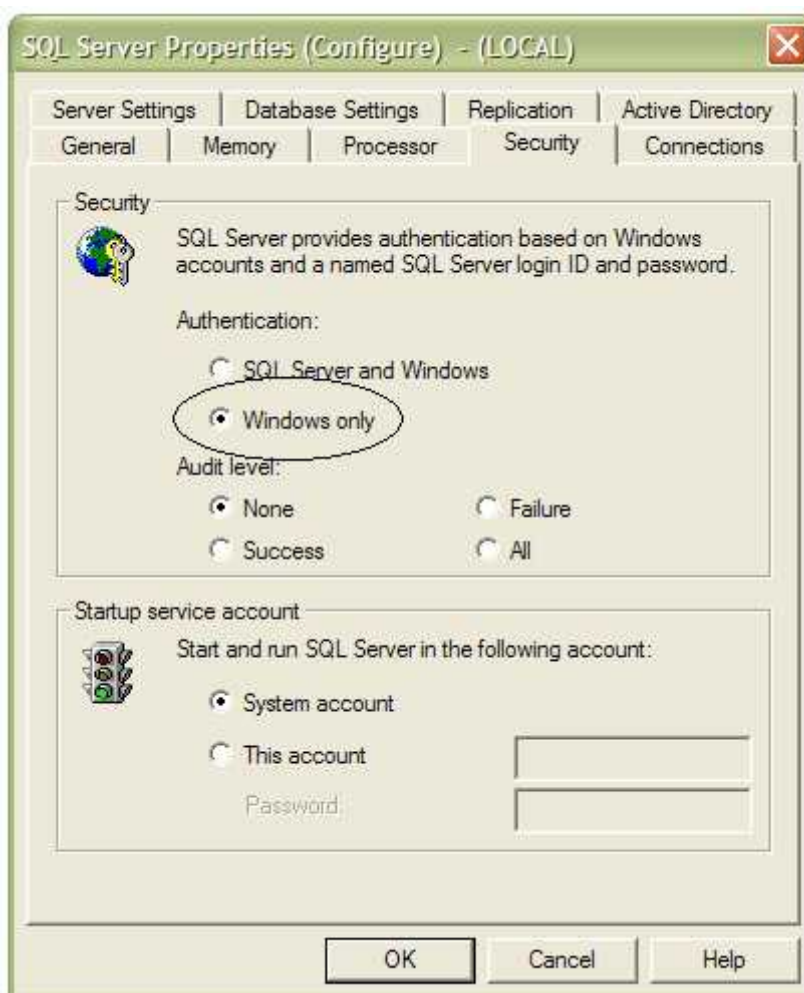 SQL Server Properties (Configure) - (LOCAL)
Server Settings
Database Settings
Replication
Active Directory
General
Memory
Processor
Security
Connections
Security
SQL Server provides authentication based on Windows
accounts and a named SQL Server login ID and password.
Authentication:
SQL Server and Windows
Windows only
Audit level:
None
Failure
Success
All
Startup service account
Start and run SQL Server in the following account:
System account
This account
Password:
OK
Cancel
Help